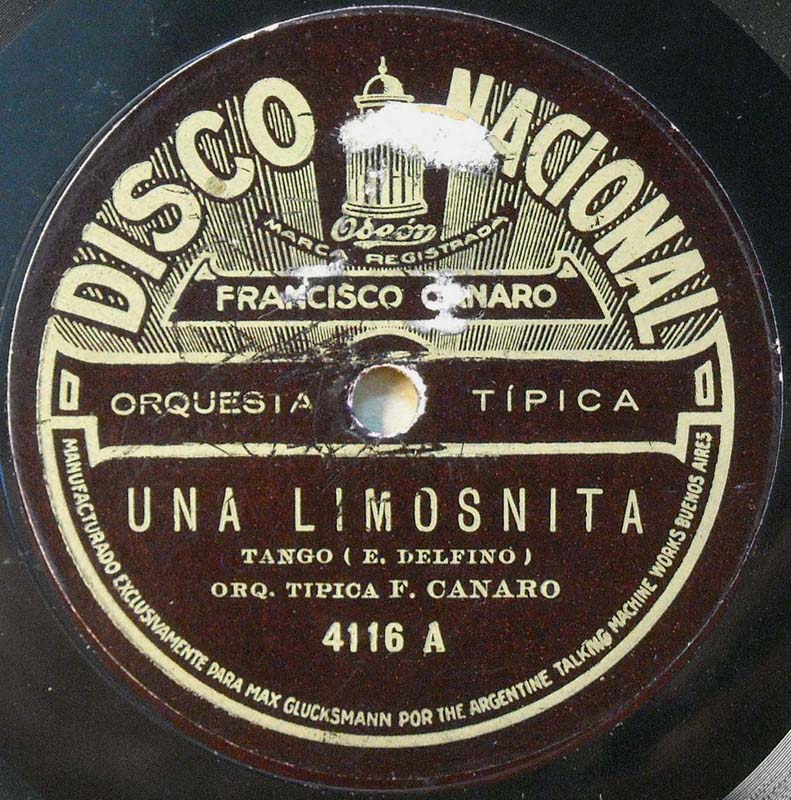 DISCO NACIONAL
Odeón
MARCA REGISTRADA
FRANCISCO CANARO
ORQUESTA TÍPICA
UNA LIMOSNITA
TANGO ( E. DELFINO )
ORQ. TIPICA F. CANARO
4116 A
MANUFACTURADO EXCLUSIVAMENTE PARA MAX GLUCKSMANN POR THE ARGENTINE TALKING MACHINE WORKS BUENOS AIRES